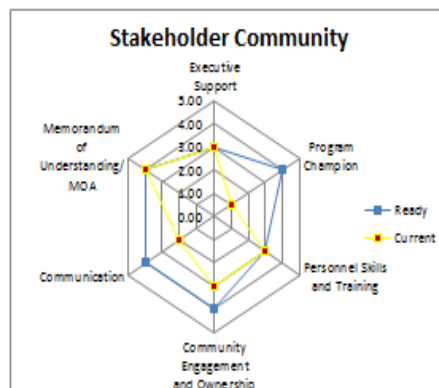 Stakeholder Community
Executive
Support
5.00
4.00
3.00
2.00
1.00
0.00
Memorandum
of
Understanding/
MOA
Program
Champion
Ready
Current
Communication
Personnel Skills
and Training
Community
Engagement
and Ownership